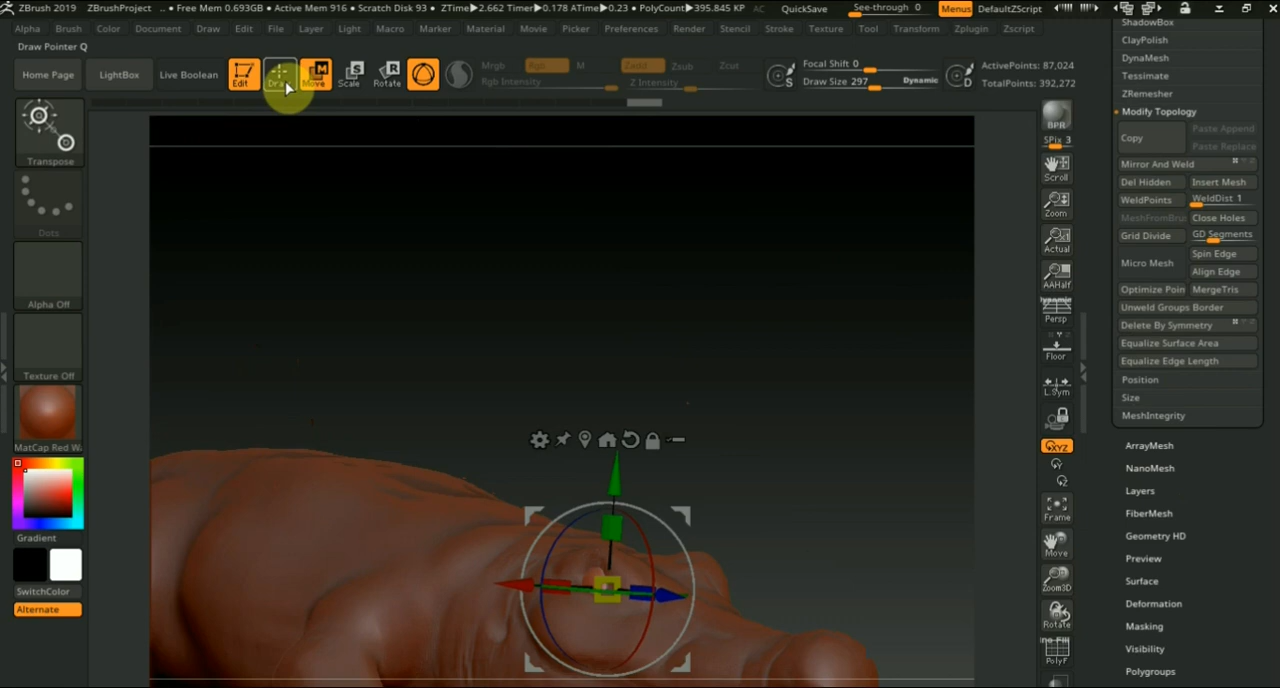 ZBrush 2019 ZBrushProject .. • Free Mem 0.693GB • Active Mem 916 • Scratch Disk 93 • ZTime▶2.662 Timer▶0.178 ATime▶0.23 • PolyCount▶395.845 KP AC QuickSave See-through 0 Menus DefaultZScript
Alpha Brush Color Document Draw Edit File Layer Light Macro Marker Material Movie Picker Preferences Render Stencil Stroke Texture Tool Transform Zplugin Zscript
Draw Pointer Q
Home Page LightBox Live Boolean Edit Draw Move Scale Rotate
Mrgb Rgb M Zadd Zsub Zcut
Rgb Intensity Z Intensity
Focal Shift 0
Draw Size 297 Dynamic
ActivePoints: 87,024
TotalPoints: 392,272
Transpose
Dots
Alpha Off
Texture Off
MatCap Red W
Gradient
SwitchColor
Alternate
BPR
SPix 3
Scroll
Zoom
Actual
AAHalf
Dynamic
Persp
Floor
L.Sym
XYZ
Y
Z
Frame
Move
Zoom3D
Rotate
PolyF
ShadowBox
ClayPolish
DynaMesh
Tessimate
ZRemesher
Modify Topology
Copy Paste Append
Paste Replace
Mirror And Weld
Del Hidden Insert Mesh
WeldPoints WeldDist 1
MeshFromBrus Close Holes
Grid Divide GD Segments
Micro Mesh Spin Edge
Align Edge
Optimize Poin MergeTris
Unweld Groups Border
Delete By Symmetry
Equalize Surface Area
Equalize Edge Length
Position
Size
MeshIntegrity
ArrayMesh
NanoMesh
Layers
FiberMesh
Geometry HD
Preview
Surface
Deformation
Masking
Visibility
Polygroups